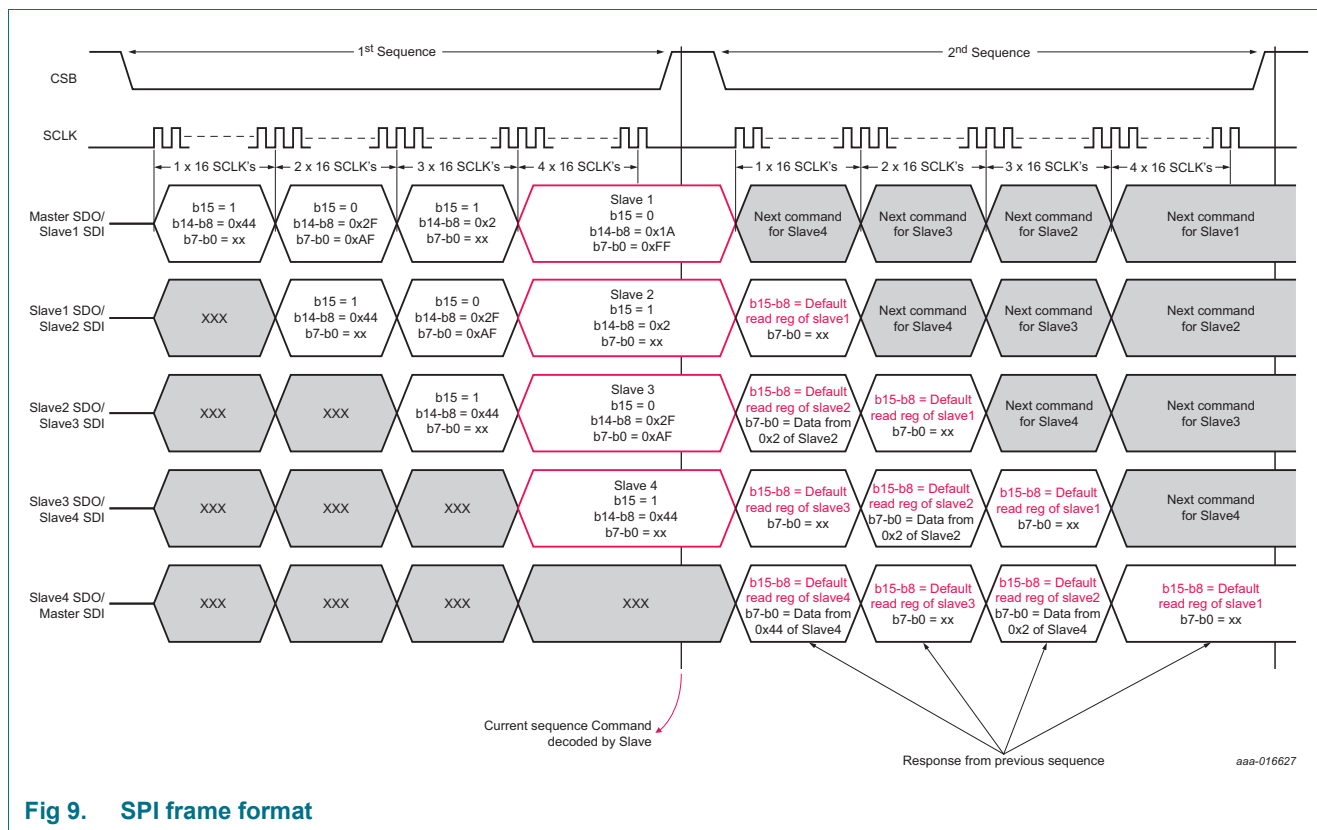 1st Sequence
2nd Sequence
CSB
SCLK
1 x 16 SCLK's
2 x 16 SCLK's
3 x 16 SCLK's
4 x 16 SCLK's
1 x 16 SCLK's
2 x 16 SCLK's
3 x 16 SCLK's
4 x 16 SCLK's
Master SDO/
Slave1 SDI
b15 = 1
b14-b8 = 0x44
b7-b0 = xx
b15 = 0
b14-b8 = 0x2F
b7-b0 = 0xAF
b15 = 1
b14-b8 = 0x2
b7-b0 = xx
Slave 1
b15 = 0
b14-b8 = 0x1A
b7-b0 = 0xFF
Next command
for Slave4
Next command
for Slave3
Next command
for Slave2
Next command
for Slave1
Slave1 SDO/
Slave2 SDI
XXX
b15 = 1
b14-b8 = 0x44
b7-b0 = xx
b15 = 0
b14-b8 = 0x2F
b7-b0 = 0xAF
Slave 2
b15 = 1
b14-b8 = 0x2
b7-b0 = xx
b15-b8 = Default
read reg of slave1
b7-b0 = xx
Next command
for Slave4
Next command
for Slave3
Next command
for Slave2
Slave2 SDO/
Slave3 SDI
XXX
XXX
b15 = 1
b14-b8 = 0x44
b7-b0 = xx
Slave 3
b15 = 0
b14-b8 = 0x2F
b7-b0 = 0xAF
b15-b8 = Default
read reg of slave2
b7-b0 = Data from
0x2 of Slave2
b15-b8 = Default
read reg of slave1
b7-b0 = xx
Next command
for Slave4
Next command
for Slave3
Slave3 SDO/
Slave4 SDI
XXX
XXX
XXX
Slave 4
b15 = 1
b14-b8 = 0x44
b7-b0 = xx
b15-b8 = Default
read reg of slave3
b7-b0 = xx
b15-b8 = Default
read reg of slave2
b7-b0 = Data from
0x2 of Slave2
b15-b8 = Default
read reg of slave1
b7-b0 = xx
Next command
for Slave4
Slave4 SDO/
Master SDI
XXX
XXX
XXX
XXX
b15-b8 = Default
read reg of slave4
b7-b0 = Data from
0x44 of Slave4
b15-b8 = Default
read reg of slave3
b7-b0 = xx
b15-b8 = Default
read reg of slave2
b7-b0 = Data from
0x2 of Slave4
b15-b8 = Default
read reg of slave1
b7-b0 = xx
Current sequence Command
decoded by Slave
Response from previous sequence
aaa-016627
Fig 9. SPI frame format